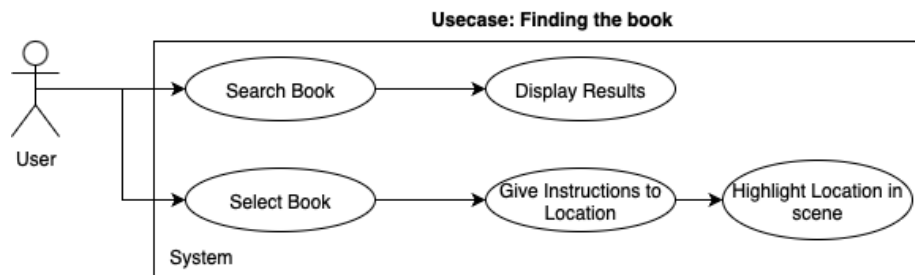 Usecase: Finding the book
Search Book
Display Results
User
Select Book
Give Instructions to
Location
Highlight Location in
scene
System